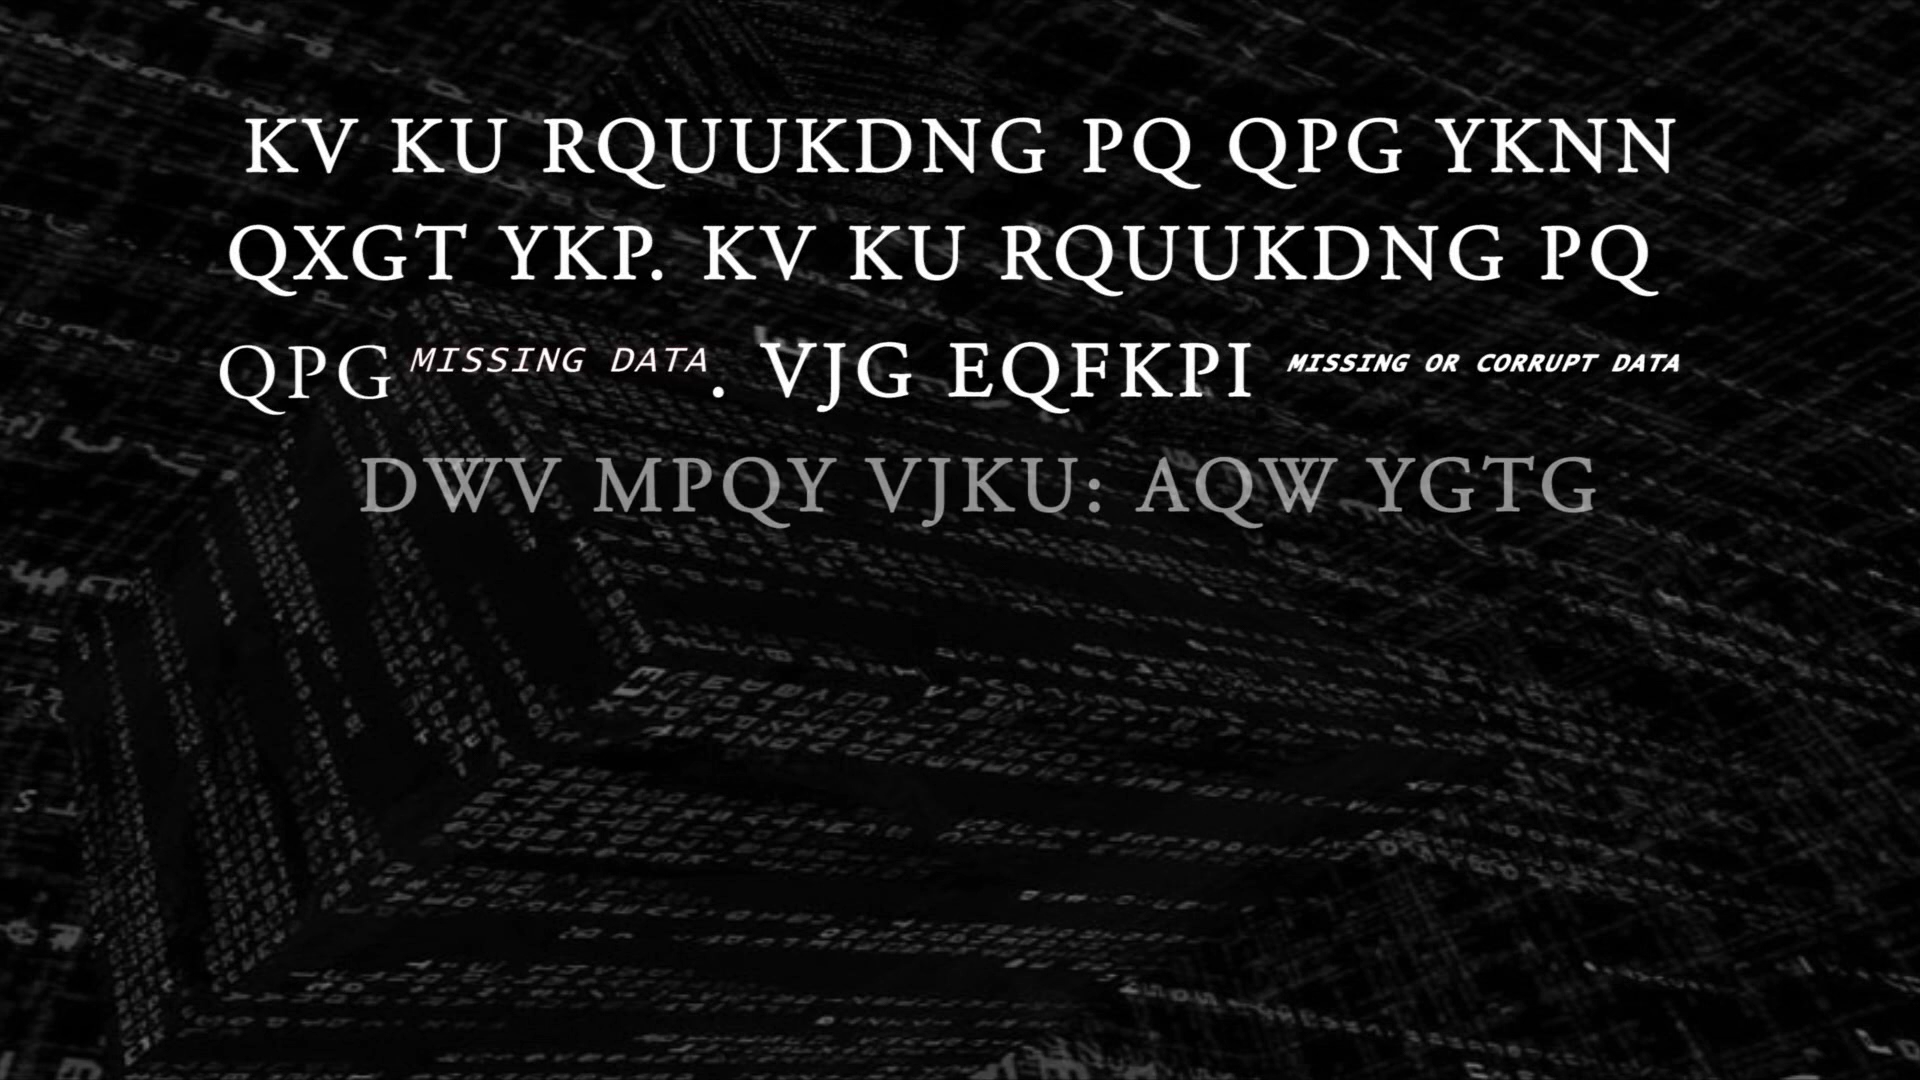 KV KU RQUUKDNG PQ QPG YKNN
QXGT YKP. KV KU RQUUKDNG PQ
QPG MISSING DATA. VJG EQFKPI MISSING OR CORRUPT DATA
DWV MPQY VJKU: AQW YGTG